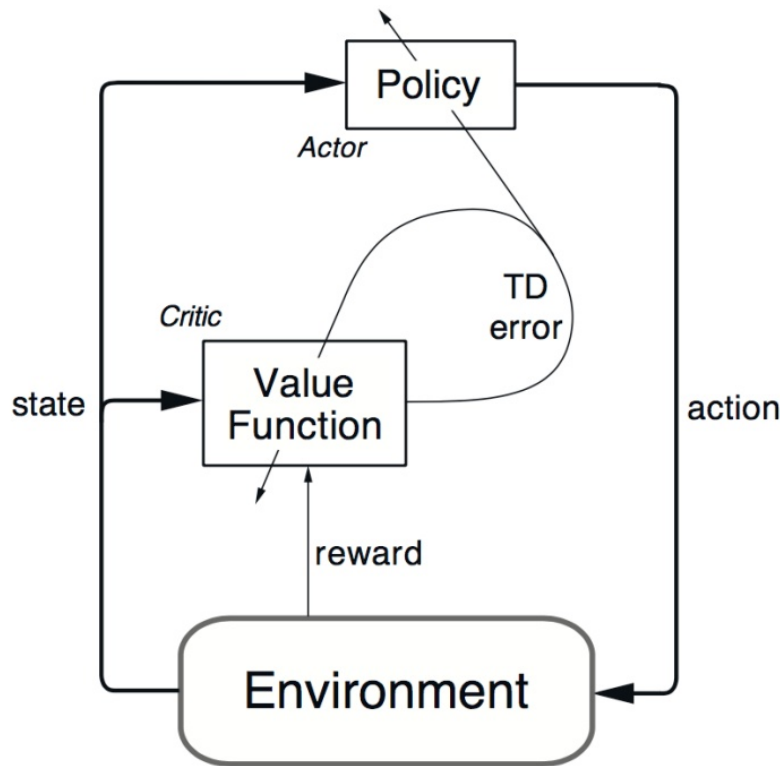 Policy
Actor
TD
error
Critic
Value
Function
state
action
reward
Environment